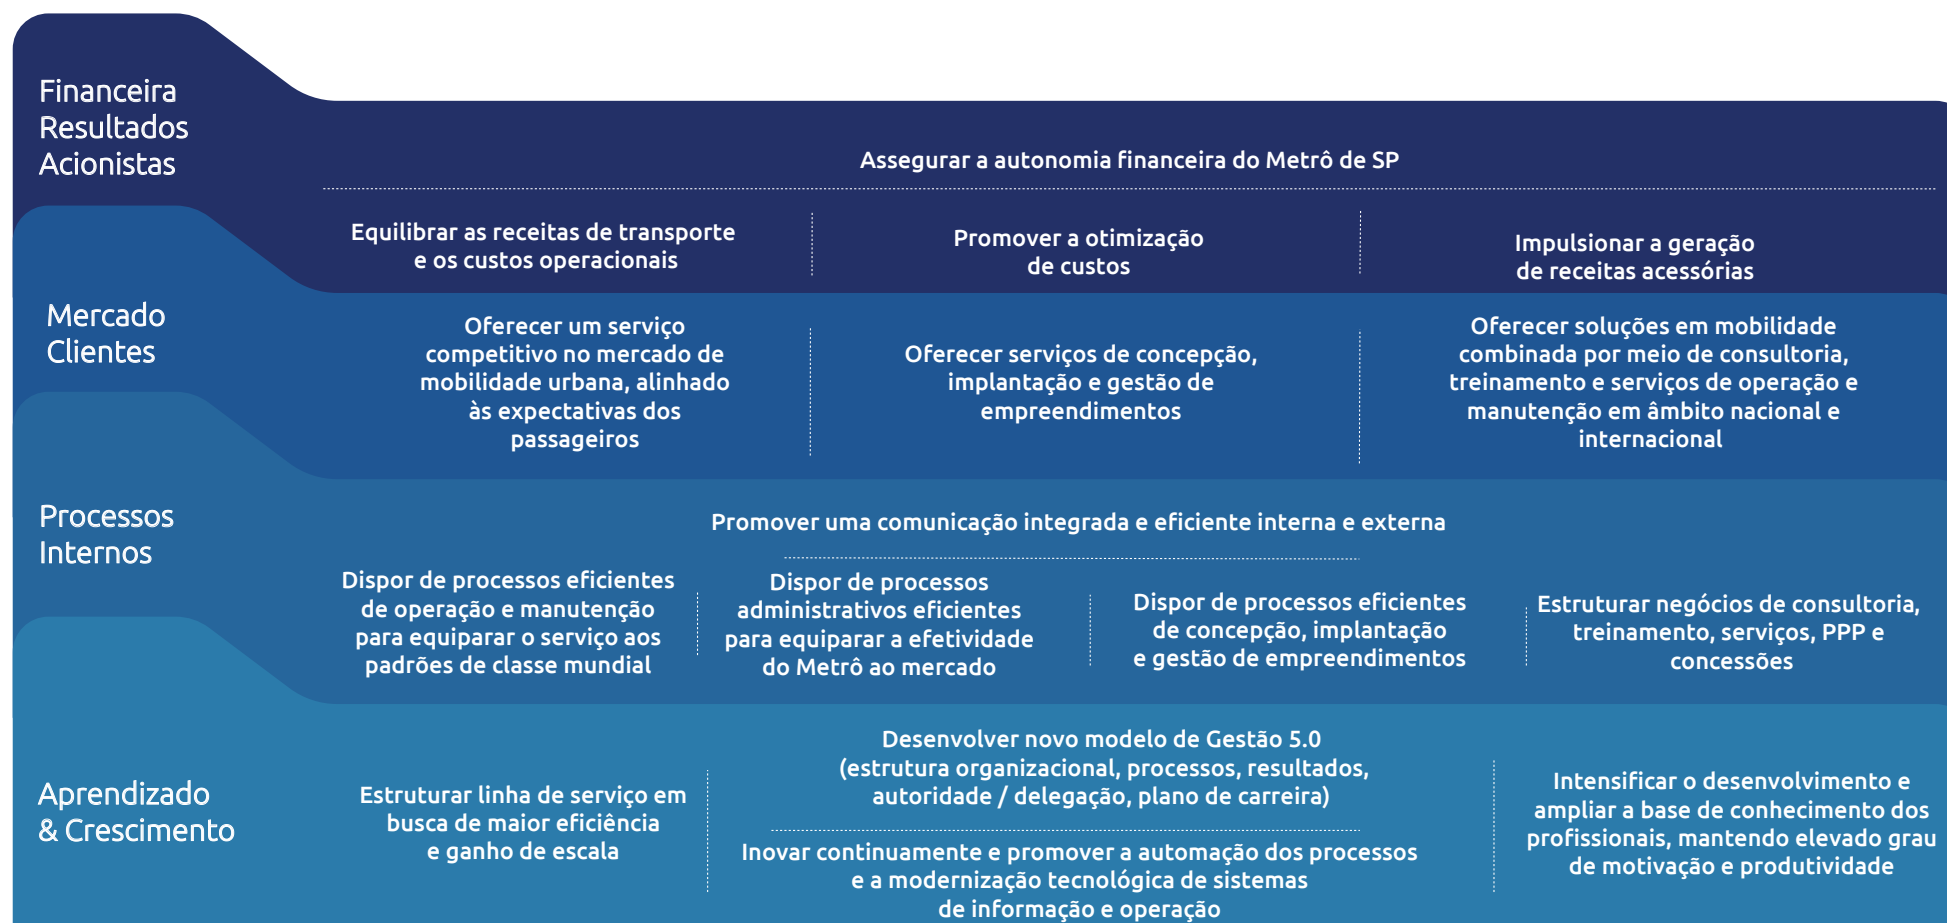 Financeira
Resultados
Acionistas
Assegurar a autonomia financeira do Metrô de SP
Equilibrar as receitas de transporte
e os custos operacionais
Promover a otimização
de custos
Impulsionar a geração
de receitas acessórias
Mercado
Clientes
Oferecer um serviço
competitivo no mercado de
mobilidade urbana, alinhado
às expectativas dos
passageiros
Oferecer serviços de concepção,
implantação e gestão de
empreendimentos
Oferecer soluções em mobilidade
combinada por meio de consultoria,
treinamento e serviços de operação e
manutenção em âmbito nacional e
internacional
Processos
Internos
Promover uma comunicação integrada e eficiente interna e externa
Dispor de processos eficientes
de operação e manutenção
para equiparar o serviço aos
padrões de classe mundial
Dispor de processos
administrativos eficientes
para equiparar a efetividade
do Metrô ao mercado
Dispor de processos eficientes
de concepção, implantação
e gestão de empreendimentos
Estruturar negócios de consultoria,
treinamento, serviços, PPP e
concessões
Aprendizado
& Crescimento
Estruturar linha de serviço em
busca de maior eficiência
e ganho de escala
Desenvolver novo modelo de Gestão 5.0
(estrutura organizacional, processos, resultados,
autoridade / delegação, plano de carreira)
Inovar continuamente e promover a automação dos processos
e a modernização tecnológica de sistemas
de informação e operação
Intensificar o desenvolvimento e
ampliar a base de conhecimento dos
profissionais, mantendo elevado grau
de motivação e produtividade